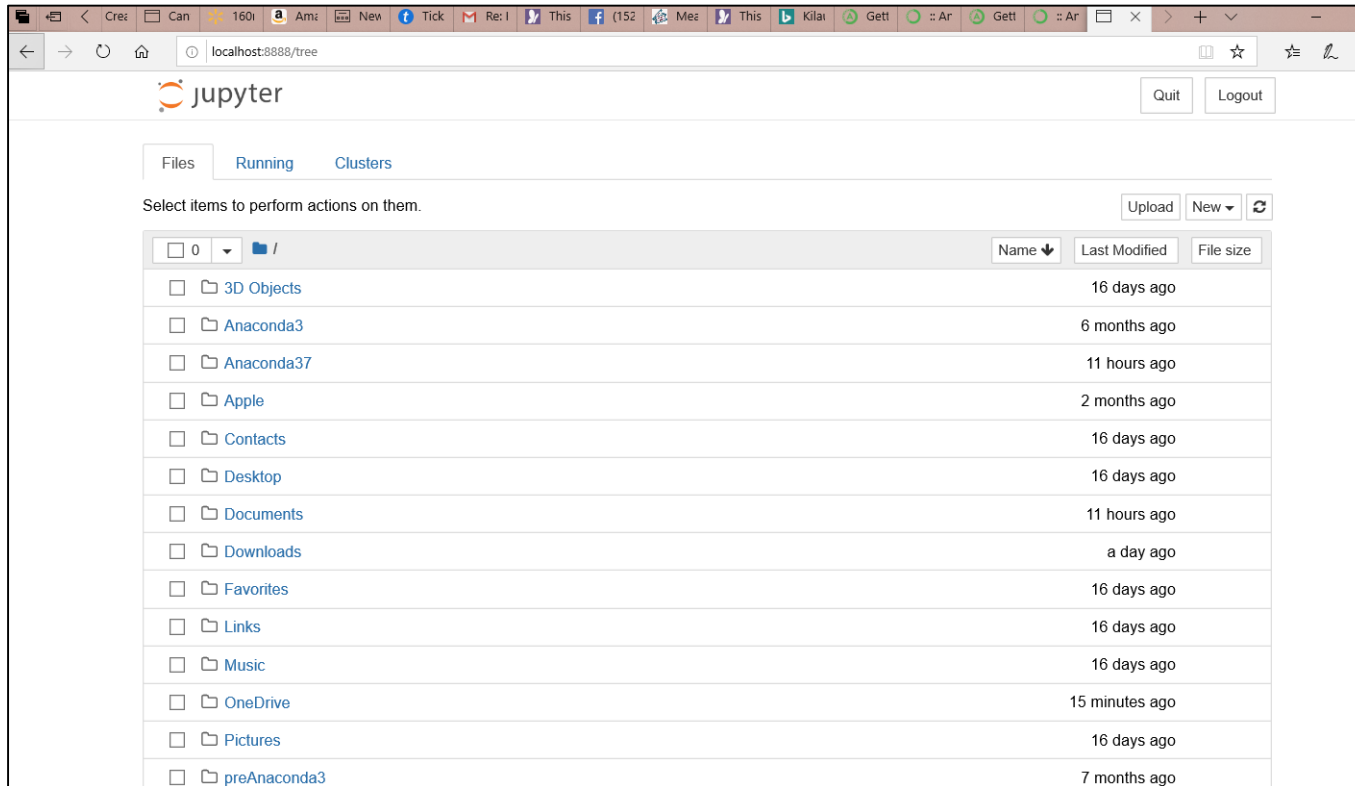 Crea Can 160( Ama New Tick Re: I This (152 Mea This Kilau Gett :: Ar Gett :: Ar
localhost:8888/tree
jupyter Quit Logout
Files Running Clusters
Select items to perform actions on them. Upload New
0 / Name Last Modified File size
3D Objects 16 days ago
Anaconda3 6 months ago
Anaconda37 11 hours ago
Apple 2 months ago
Contacts 16 days ago
Desktop 16 days ago
Documents 11 hours ago
Downloads a day ago
Favorites 16 days ago
Links 16 days ago
Music 16 days ago
OneDrive 15 minutes ago
Pictures 16 days ago
preAnaconda3 7 months ago